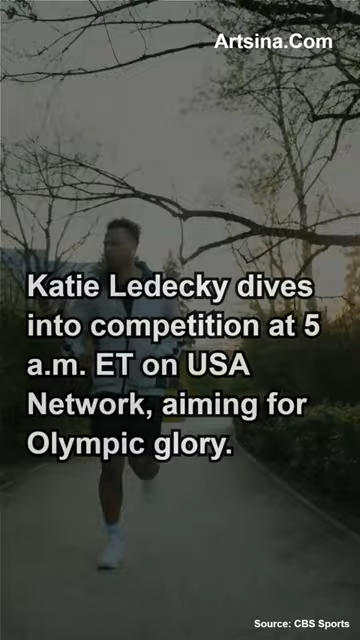 Artsina.Com
Katie Ledecky dives
into competition at 5
a.m. ET on USA
Network, aiming for
Olympic glory.
Source: CBS Sports